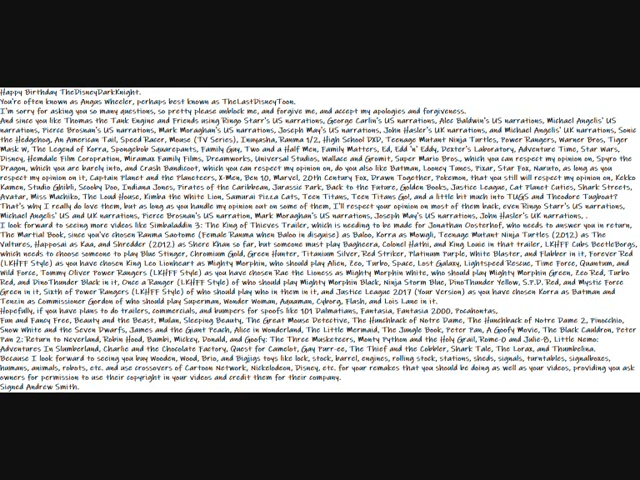 Happy Birthday TheDisneyDarkKnight.
You're often known as Angus Wheeler, perhaps best known as TheLastDisneyToon.
I'm sorry for asking you so many questions, so pretty please unblock me, and forgive me, and accept my apologies and forgiveness.
And since you like Thomas the Tank Engine and Friends using Ringo Starr's US narrations, George Carlin's US narrations, Alec Baldwin's US narrations, Michael Angelis' US
narrations, Pierce Brosnan's US narrations, Mark Moraghan's US narrations, Joseph May's US narrations, John Hasler's UK narrations, and Michael Angelis' UK narrations, Sonic
the Hedgehog, An American Tail, Speed Racer, Mouse (TV Series), Inuyasha, Ranma 1/2, High School DXD, Teenage Mutant Ninja Turtles, Power Rangers, Warner Bros, Tiger
Mask W, The Legend of Korra, Spongebob Squarepants, Family Guy, Two and a Half Men, Family Matters, Ed, Edd 'n' Eddy, Dexter's Laboratory, Adventure Time, Star Wars,
Disney, Hemdale Film Coropration, Miramax Family Films, Dreamworks, Universal Studios, Wallace and Gromit, Super Mario Bros., which you can respect my opinion on, Spyro the
Dragon, which you are barely into, and Crash Bandicoot, which you can respect my opinion on, do you also like Batman, Looney Tunes, Pixar, Star Fox, Naruto, as long as you
respect my opinion on it, Captain Planet and the Planeteers, X-Men, Ben 10, Marvel, 20th Century Fox, Drawn Together, Pokemon, that you still will respect my opinion on, Kekko
Kamen, Studio Ghibli, Scooby Doo, Indiana Jones, Pirates of the Caribbean, Jurassic Park, Back to the Future, Golden Books, Justice League, Cat Planet Cuties, Shark Streets,
Avatar, Miss Machiko, The Loud House, Kimba the White Lion, Samurai Pizza Cats, Teen Titans, Teen Titans Go!, and a little bit much into TUGS and Theodore Tugboat?
That's why I really do love them, but as long as you handle my opinion out on some of them, I'll respect your opinion on most of them back, even Ringo Starr's US narrations,
Michael Angelis' US and UK narrations, Pierce Brosnan's US narration, Mark Moraghan's US narrations, Joseph May's US narrations, John Hasler's UK narrations, .
I look forward to seeing more videos like Simbaladdin 3: The King of Thieves Trailer, which is needing to be made for Jonathan Osterhof, who needs to answer you in return,
The Martial Book, since you've chosen Ranma Saotome (Female Ranma when Baloo in disguise) as Baloo, Korra as Mowgli, Teenage Mutant Ninja Turtles (2012) as The
Vultures, Happosai as Kaa, and Shredder (2012) as Shere Khan so far, but someone must play Bagheera, Colonel Hathi, and King Louie in that trailer, LKHFF Cubs BeetleBorgs,
which needs to choose someone to play Blue Stinger, Chromium Gold, Green Hunter, Titanium Silver, Red Striker, Platinum Purple, White Blaster, and Flabber in it, Forever Red
(LKHFF Style) as you have chosen King Leo Lionheart as Mighty Morphin, who should play Alien, Zeo, Turbo, Space, Lost Galaxy, Lightspeed Rescue, Time Force, Quantum, and
Wild Force, Tommy Oliver Power Rangers (LKHFF Style) as you have chosen Rae the Lioness as Mighty Morphin White, who should play Mighty Morphin Green, Zeo Red, Turbo
Red, and DinoThunder Black in it, Once a Ranger (LKHFF Style) of who should play Mighty Morphin Black, Ninja Storm Blue, DinoThunder Yellow, S.P.D. Red, and Mystic Force
Green in it, Sixth of Power Rangers (LKHFF Style) of who should play who in them in it, and Justice League 2017 (Your Version) as you have chosen Korra as Batman and
Tenzin as Commissioner Gordon of who should play Superman, Wonder Woman, Aquaman, Cyborg, Flash, and Lois Lane in it.
Hopefully, if you have plans to do trailers, commercials, and bumpers for spoofs like 101 Dalmatians, Fantasia, Fantasia 2000, Pocahontas,
Fun and Fancy Free, Beauty and the Beast, Mulan, Sleeping Beauty, The Great Mouse Detective, The Hunchback of Notre Dame, The Hunchback of Notre Dame 2, Pinocchio,
Snow White and the Seven Dwarfs, James and the Giant Peach, Alice in Wonderland, The Little Mermaid, The Jungle Book, Peter Pan, A Goofy Movie, The Black Cauldron, Peter
Pan 2: Return to Neverland, Robin Hood, Bambi, Mickey, Donald, and Goofy: The Three Musketeers, Monty Python and the Holy Grail, Rome-O and Julie-8, Little Nemo:
Adventures In Slumberland, Charlie and the Chocolate Factory, Quest for Camelot, Gay Purr-ee, The Thief and the Cobbler, Shark Tale, The Lorax, and Thumbelina.
Because I look forward to seeing you buy Wooden, Wood, Brio, and Bigjigs toys like lock, stock, barrel, engines, rolling stock, stations, sheds, signals, turntables, signalboxes,
humans, animals, robots, etc. and use crossovers of Cartoon Network, Nickelodeon, Disney, etc. for your remakes that you should be doing as well as your videos, providing you ask
owners for permission to use their copyright in your videos and credit them for their company.
Signed Andrew Smith.